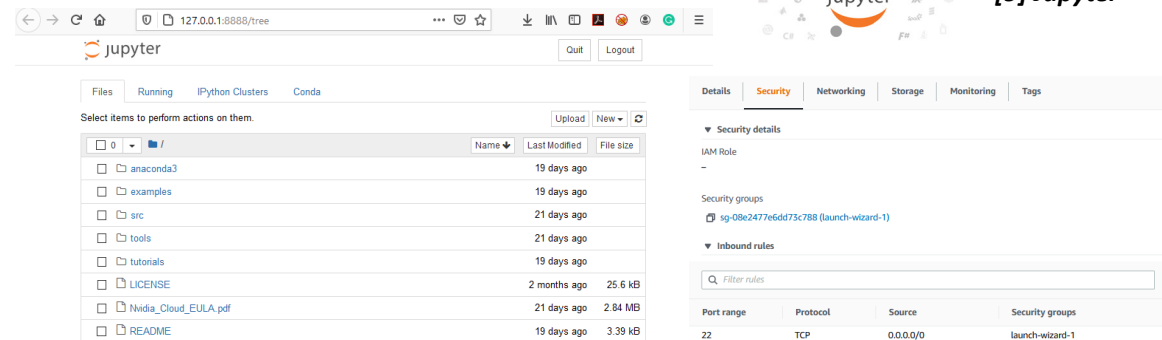 127.0.0.1:8888/tree
jupyter
[3] Jupyter
C#
F#
jupyter
Quit
Logout
Files
Running
IPython Clusters
Conda
Select items to perform actions on them.
Upload
New
0
/
Name
Last Modified
File size
anaconda3
19 days ago
examples
19 days ago
src
21 days ago
tools
21 days ago
tutorials
19 days ago
LICENSE
2 months ago
25.6 kB
Nvidia_Cloud_EULA.pdf
21 days ago
2.84 MB
README
19 days ago
3.39 kB
Details
Security
Networking
Storage
Monitoring
Tags
Security details
IAM Role
–
Security groups
sg-08e2477e6dd73c788 (launch-wizard-1)
Inbound rules
Filter rules
Port range
Protocol
Source
Security groups
22
TCP
0.0.0.0/0
launch-wizard-1